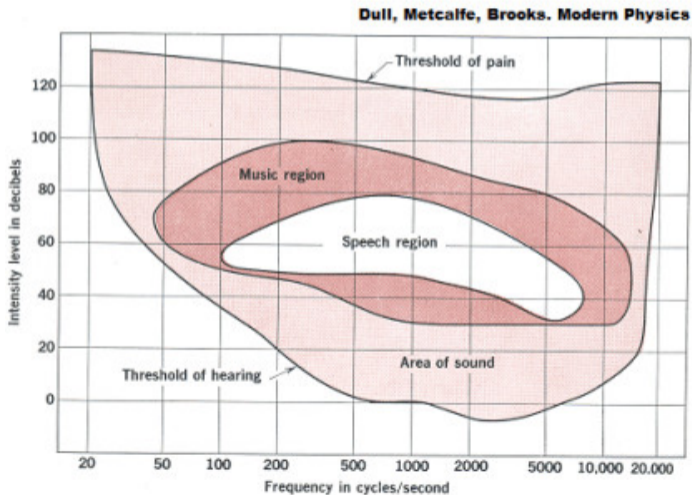 Dull, Metcalfe, Brooks. Modern Physics
Threshold of pain
120
100
Music region
80
Speech region
60
40
Area of sound
20
Threshold of hearing
0
Intensity level in decibels
20 50 100 200 500 1000 2000 5000 10,000 20.000
Frequency in cycles/second